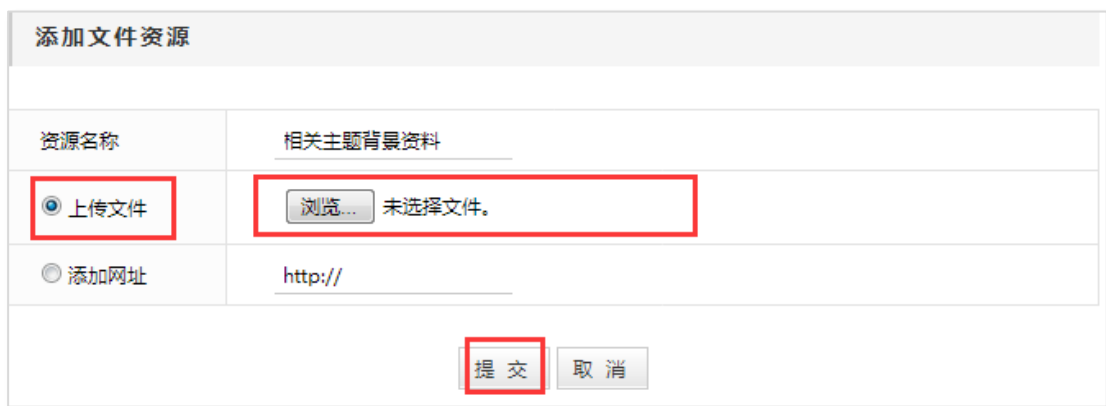 添加文件资源
资源名称 相关主题背景资料
上传文件 浏览... 未选择文件。
添加网址 http://
提 交 取 消